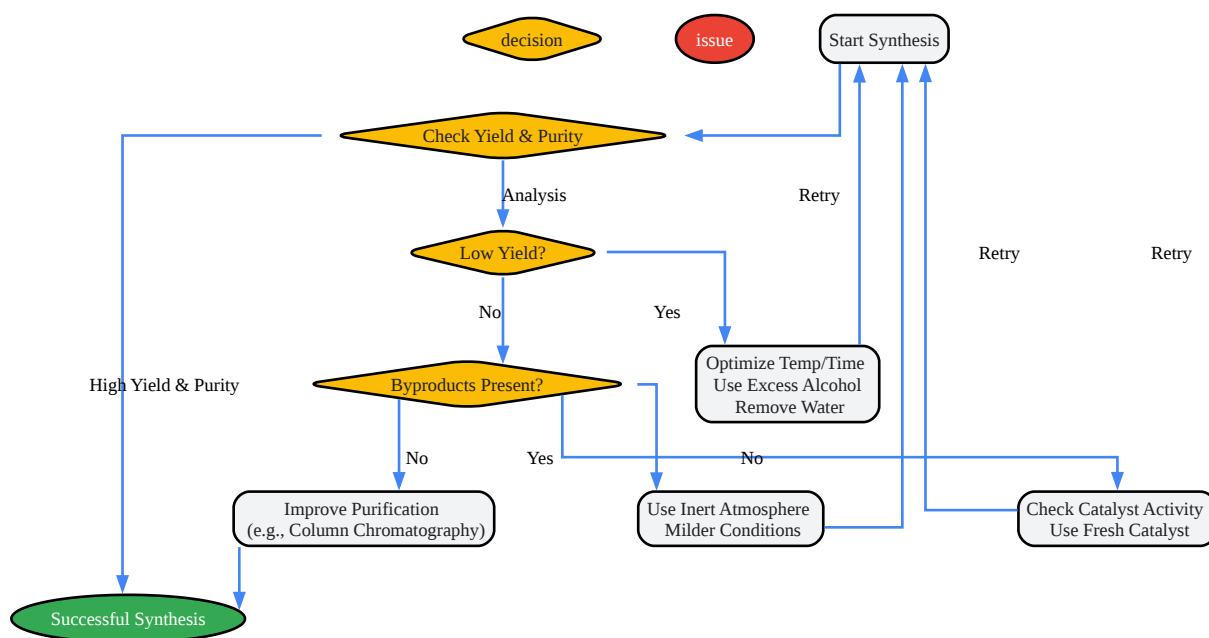 decision
issue
Start Synthesis
Check Yield & Purity
Analysis
Retry
Low Yield?
Retry
Retry
No
Yes
Optimize Temp/Time
Use Excess Alcohol
Remove Water
High Yield & Purity
Byproducts Present?
No
Yes
No
Improve Purification
(e.g., Column Chromatography)
Use Inert Atmosphere
Milder Conditions
Check Catalyst Activity
Use Fresh Catalyst
Successful Synthesis